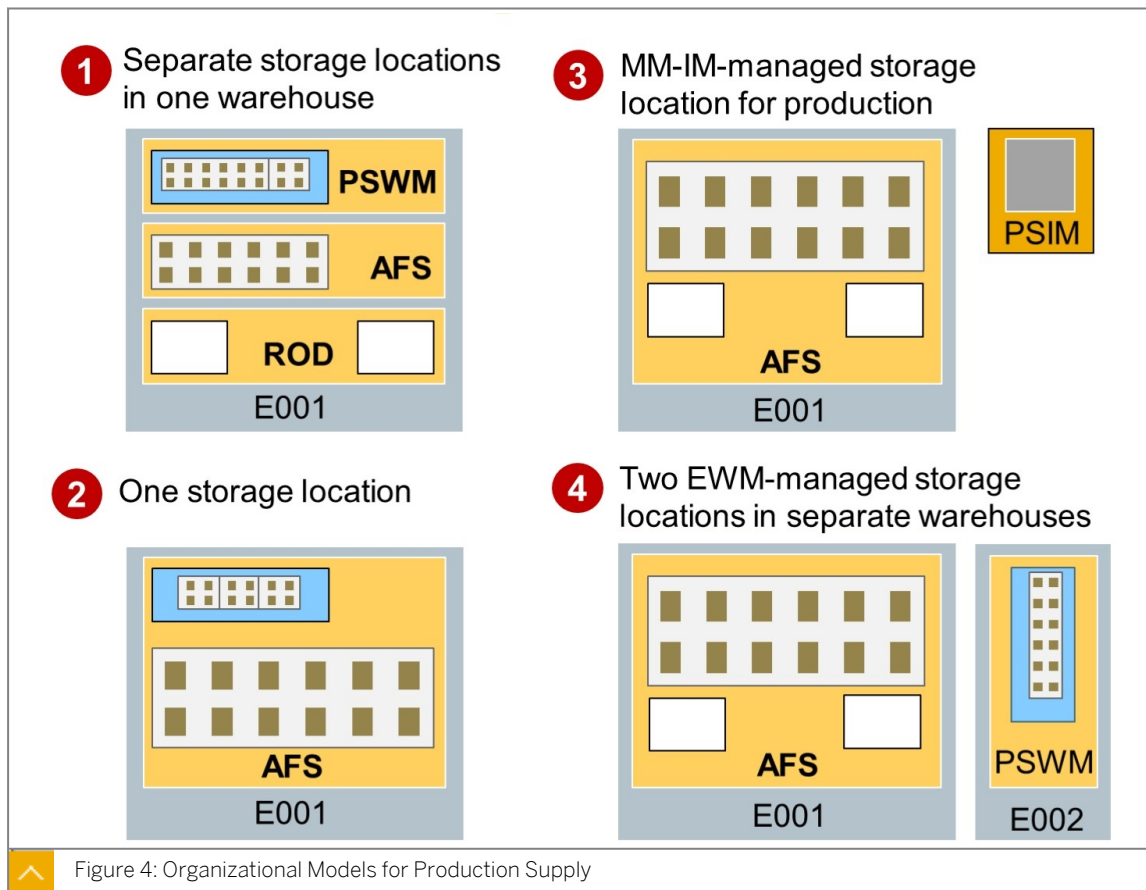 1 Separate storage locations
in one warehouse
PSWM
AFS
ROD
E001
2 One storage location
AFS
E001
3 MM-IM-managed storage
location for production
AFS
E001
PSIM
4 Two EWM-managed storage
locations in separate warehouses
AFS
E001
PSWM
E002
Figure 4: Organizational Models for Production Supply